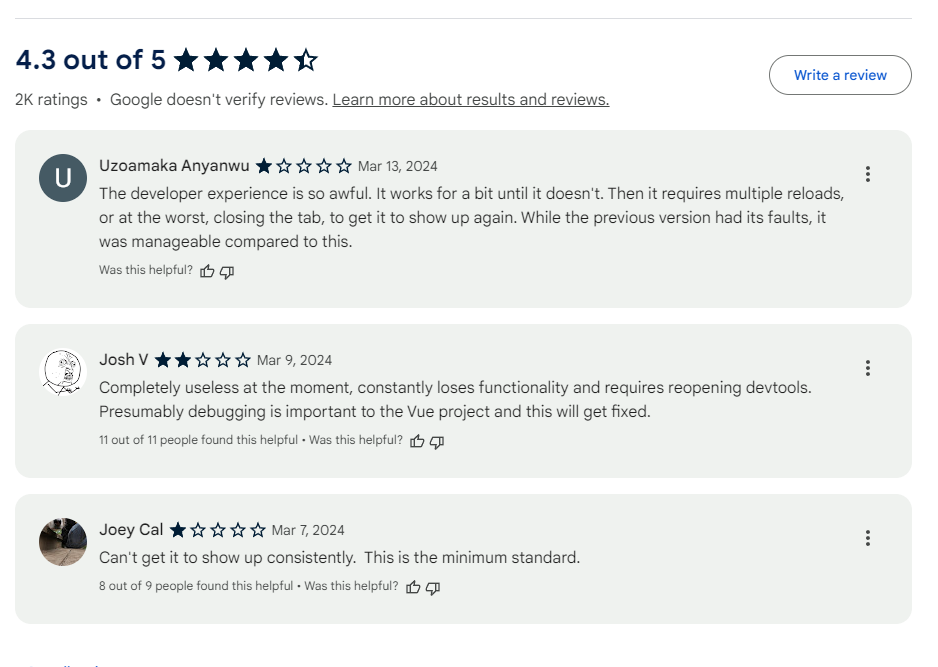 4.3 out of 5
Write a review
2K ratings • Google doesn't verify reviews. Learn more about results and reviews.
U
Uzoamaka Anyanwu Mar 13, 2024
The developer experience is so awful. It works for a bit until it doesn't. Then it requires multiple reloads,
or at the worst, closing the tab, to get it to show up again. While the previous version had its faults, it
was manageable compared to this.
Was this helpful?
Josh V Mar 9, 2024
Completely useless at the moment, constantly loses functionality and requires reopening devtools.
Presumably debugging is important to the Vue project and this will get fixed.
11 out of 11 people found this helpful • Was this helpful?
Joey Cal Mar 7, 2024
Can't get it to show up consistently.  This is the minimum standard.
8 out of 9 people found this helpful • Was this helpful?